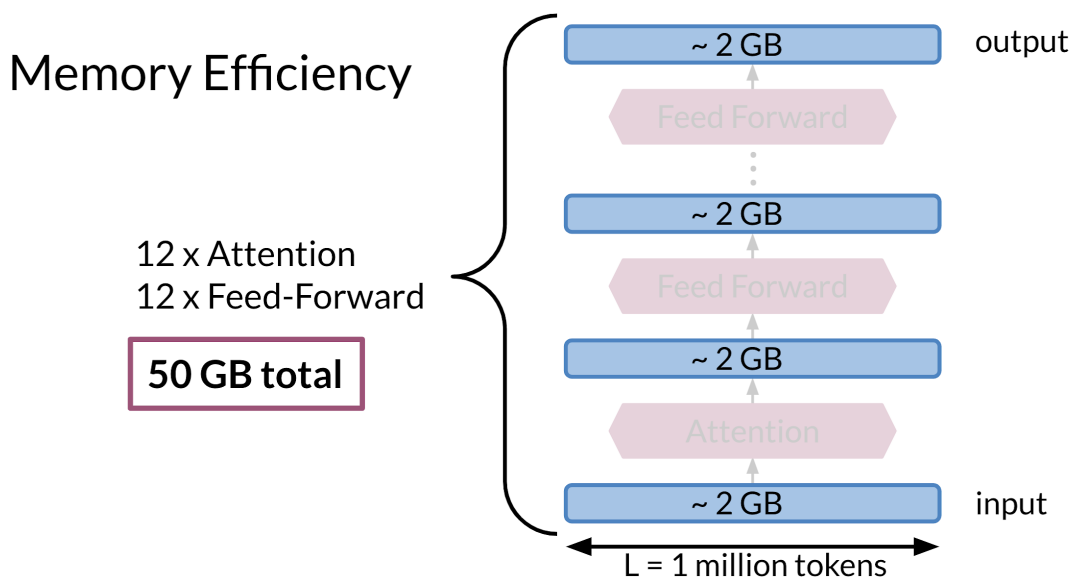 Memory Efficiency
12 x Attention
12 x Feed-Forward
50 GB total
~ 2 GB
output
Feed Forward
~ 2 GB
Feed Forward
~ 2 GB
Attention
~ 2 GB
input
L = 1 million tokens